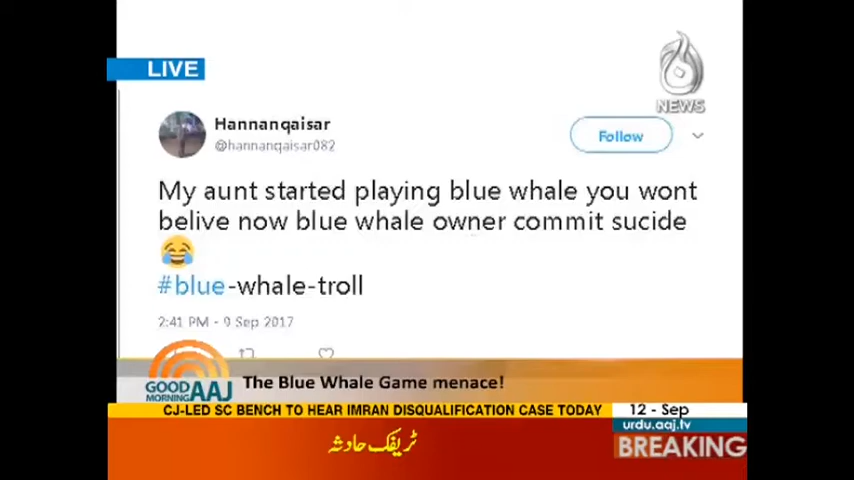 LIVE
NEWS
Hannanqaisar
@hannanqaisar082
Follow
My aunt started playing blue whale you wont
belive now blue whale owner commit sucide
😂
#blue-whale-troll
2:41 PM - 9 Sep 2017
GOOD
MORNING AAJ
The Blue Whale Game menace!
CJ-LED SC BENCH TO HEAR IMRAN DISQUALIFICATION CASE TODAY
12 - Sep
urdu.aaj.tv
ٹریفک حادثہ
BREAKING